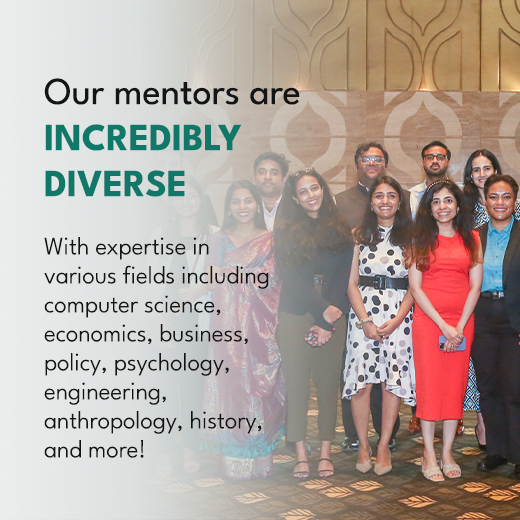 Our mentors are
INCREDIBLY
DIVERSE
With expertise in
various fields including
computer science,
economics, business,
policy, psychology,
engineering,
anthropology, history,
and more!